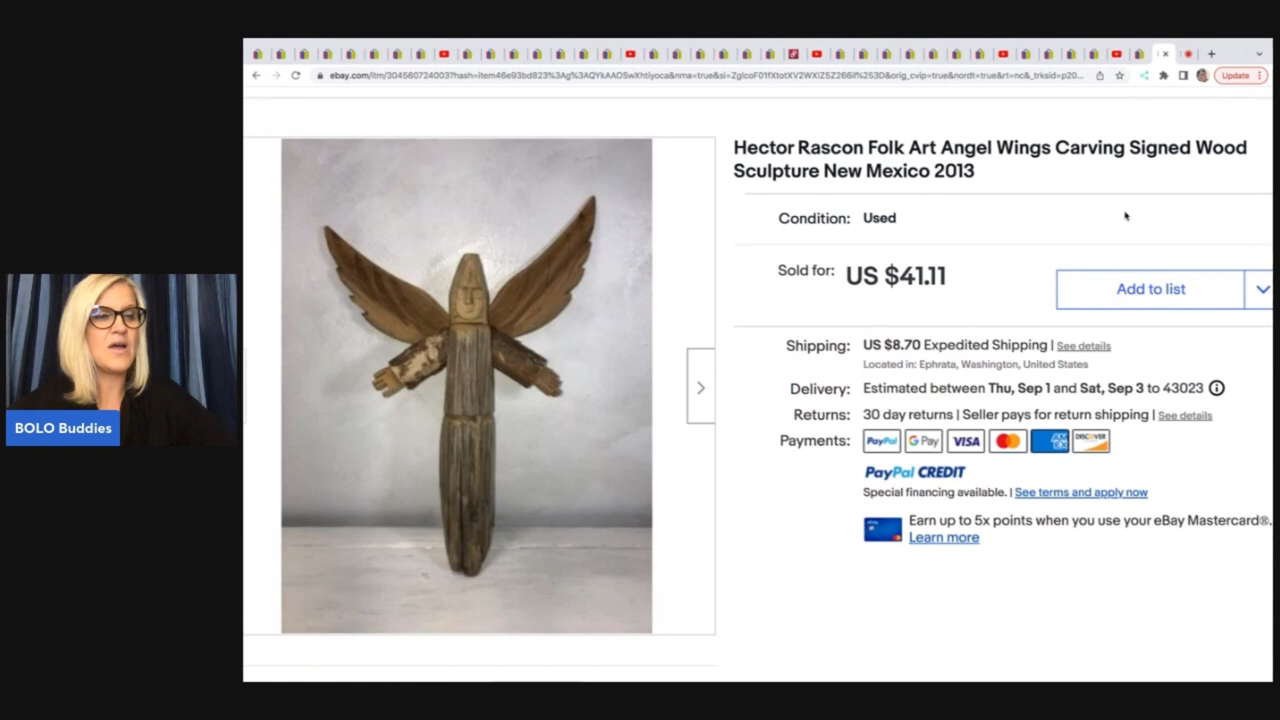 Update
Hector Rascon Folk Art Angel Wings Carving Signed Wood
Sculpture New Mexico 2013
Condition: Used
Sold for: US $41.11
Add to list
Shipping: US $8.70 Expedited Shipping | See details
Located in: Ephrata, Washington, United States
Delivery: Estimated between Thu, Sep 1 and Sat, Sep 3 to 43023
Returns: 30 day returns | Seller pays for return shipping | See details
Payments: PayPal G Pay VISA DISCOVER
PayPal CREDIT
Special financing available. | See terms and apply now
Earn up to 5x points when you use your eBay Mastercard®.
Learn more
BOLO Buddies